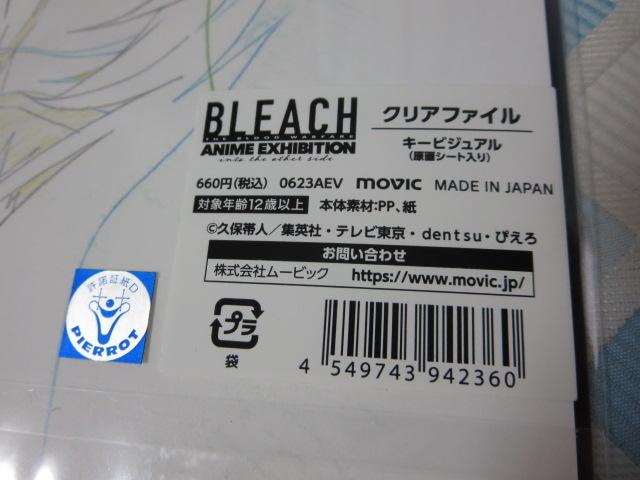 BLEACH
THE BLOOD WARFARE
ANIME EXHIBITION
into the other side
クリアファイル
キービジュアル
(原画シート入り)
660円(税込) 0623AEV movic MADE IN JAPAN
対象年齢12歳以上 本体素材:PP、紙
©久保帯人/集英社・テレビ東京・dentsu・ぴえろ
お問い合わせ
株式会社ムービック https://www.movic.jp/
プラ
袋
4 549743 942360
許諾証紙D
PIERROT